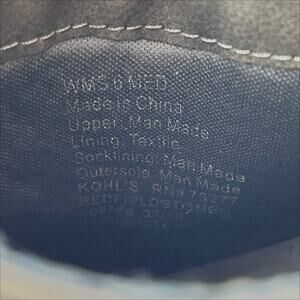 WMS 6 MED
Made in China
Upper: Man Made
Lining: Textile
Socklining: Man Made
Outersole: Man Made
KOHL'S RN# 73277
REDFIELDSTONE